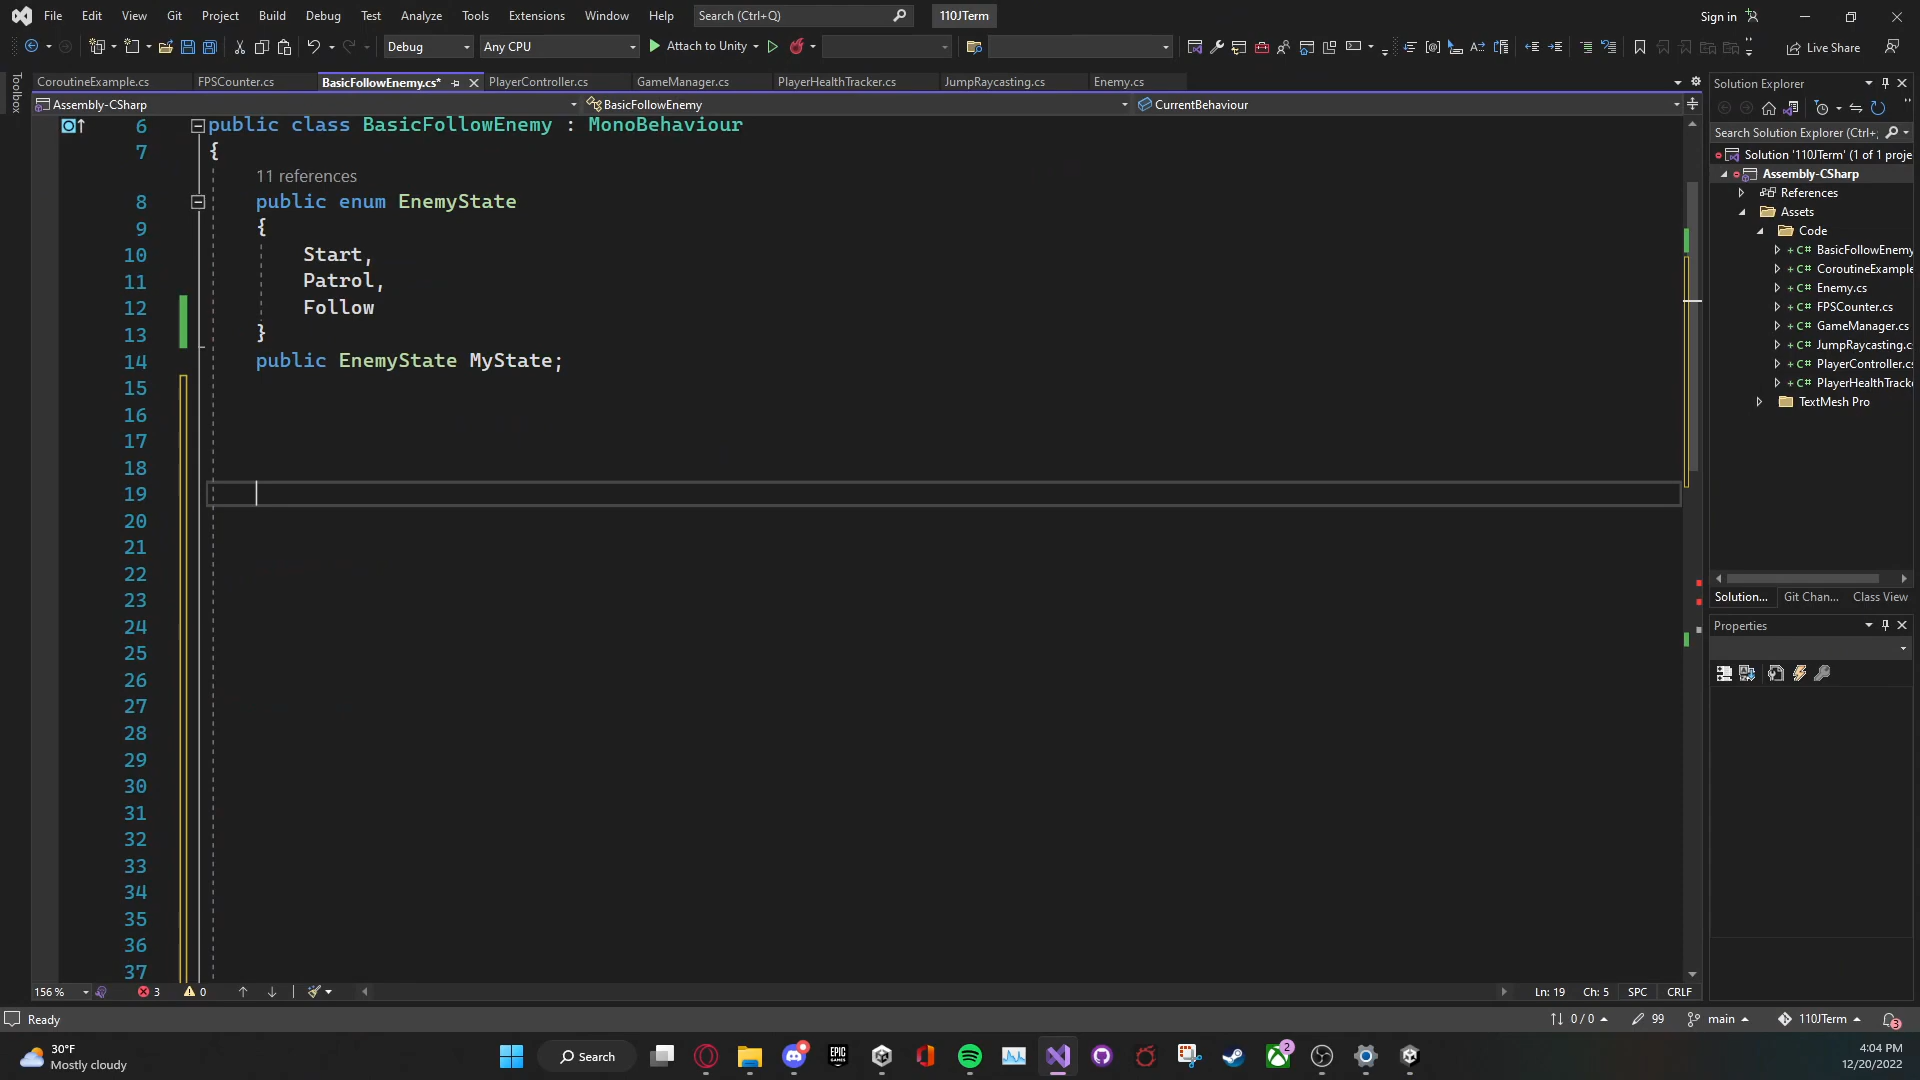 File Edit View Git Project Build Debug Test Analyze Tools Extensions Window Help Search (Ctrl+Q) 110JTerm Sign in
Debug Any CPU Attach to Unity Live Share
Toolbox
CoroutineExample.cs FPSCounter.cs BasicFollowEnemy.cs* PlayerController.cs GameManager.cs PlayerHealthTracker.cs JumpRaycasting.cs Enemy.cs
Assembly-CSharp BasicFollowEnemy CurrentBehaviour
6 public class BasicFollowEnemy : MonoBehaviour
7 {
11 references
8 public enum EnemyState
9 {
10 Start,
11 Patrol,
12 Follow
13 }
14 public EnemyState MyState;
15
16
17
18
19
20
21
22
23
24
25
26
27
28
29
30
31
32
33
34
35
36
37
Solution Explorer
Search Solution Explorer (Ctrl+;
Solution '110JTerm' (1 of 1 proje
Assembly-CSharp
References
Assets
Code
C# BasicFollowEnemy
C# CoroutineExample
C# Enemy.cs
C# FPSCounter.cs
C# GameManager.cs
C# JumpRaycasting.c
C# PlayerController.cs
C# PlayerHealthTrack
TextMesh Pro
Solution... Git Chan... Class View
Properties
156 % 3 0 Ln: 19 Ch: 5 SPC CRLF
Ready 0 / 0 99 main 110JTerm 3
30°F
Mostly cloudy
Search
EPIC GAMES
2
4:04 PM
12/20/2022